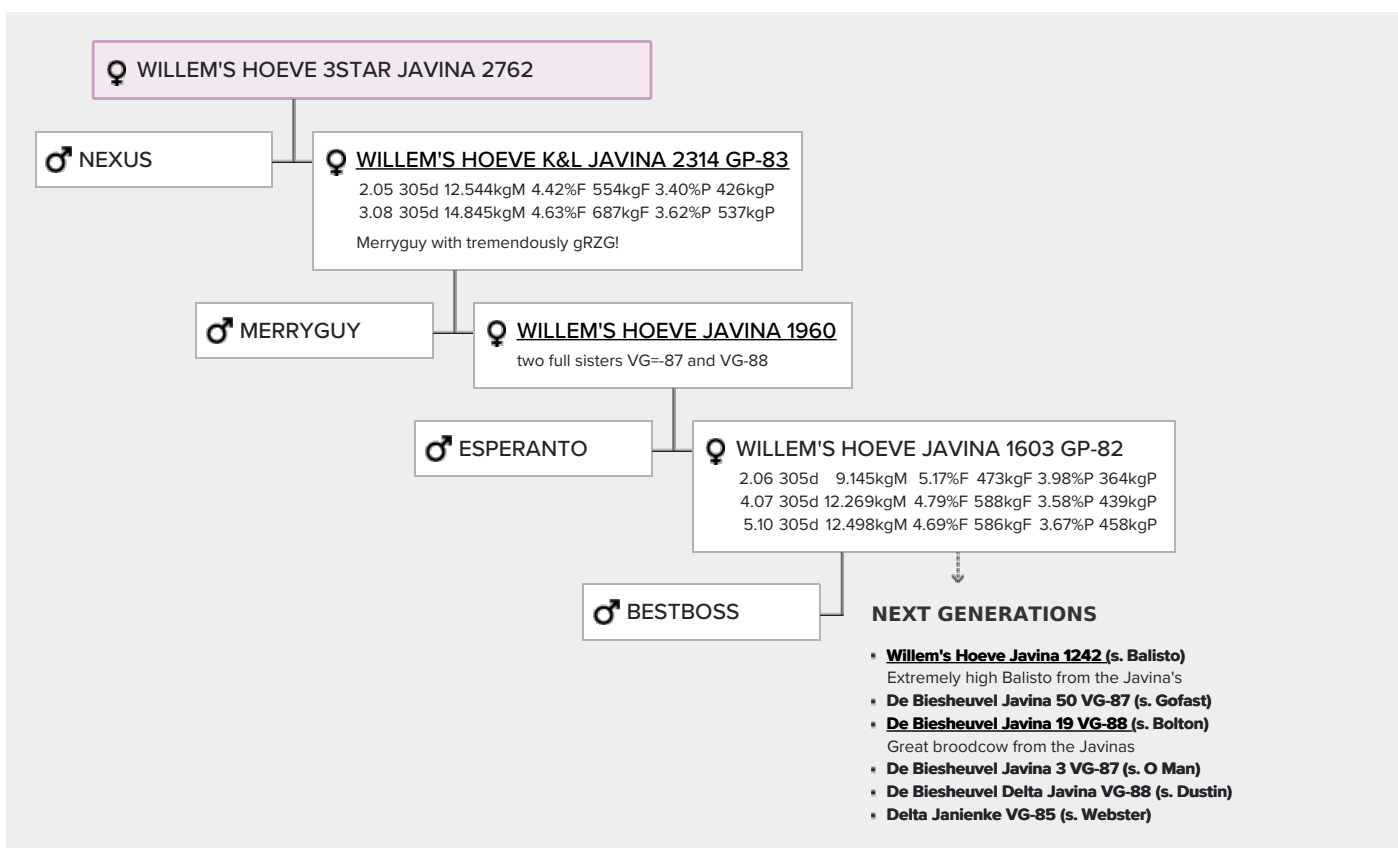 WILLEM'S HOEVE 3STAR JAVINA 2762
NEXUS
WILLEM'S HOEVE K&L JAVINA 2314 GP-83
2.05 305d 12.544kgM 4.42%F 554kgF 3.40%P 426kgP
3.08 305d 14.845kgM 4.63%F 687kgF 3.62%P 537kgP
Merryguy with tremendously gRZG!
MERRYGUY
WILLEM'S HOEVE JAVINA 1960
two full sisters VG=-87 and VG-88
ESPERANTO
WILLEM'S HOEVE JAVINA 1603 GP-82
2.06 305d 9.145kgM 5.17%F 473kgF 3.98%P 364kgP
4.07 305d 12.269kgM 4.79%F 588kgF 3.58%P 439kgP
5.10 305d 12.498kgM 4.69%F 586kgF 3.67%P 458kgP
BESTBOSS
NEXT GENERATIONS
Willem's Hoeve Javina 1242 (s. Balisto)
Extremely high Balisto from the Javina's
De Biesheuvel Javina 50 VG-87 (s. Gofast)
De Biesheuvel Javina 19 VG-88 (s. Bolton)
Great broodcow from the Javinas
De Biesheuvel Javina 3 VG-87 (s. O Man)
De Biesheuvel Delta Javina VG-88 (s. Dustin)
Delta Janienke VG-85 (s. Webster)